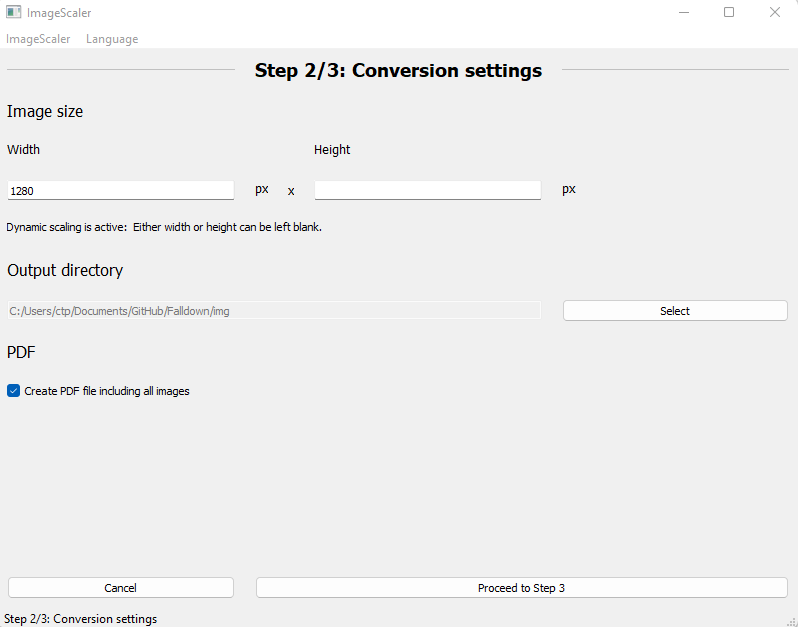 ImageScaler
ImageScaler Language
Step 2/3: Conversion settings
Image size
Width Height
1280 px x px
Dynamic scaling is active: Either width or height can be left blank.
Output directory
C:/Users/ctp/Documents/GitHub/Falldown/img Select
PDF
Create PDF file including all images
Cancel Proceed to Step 3
Step 2/3: Conversion settings